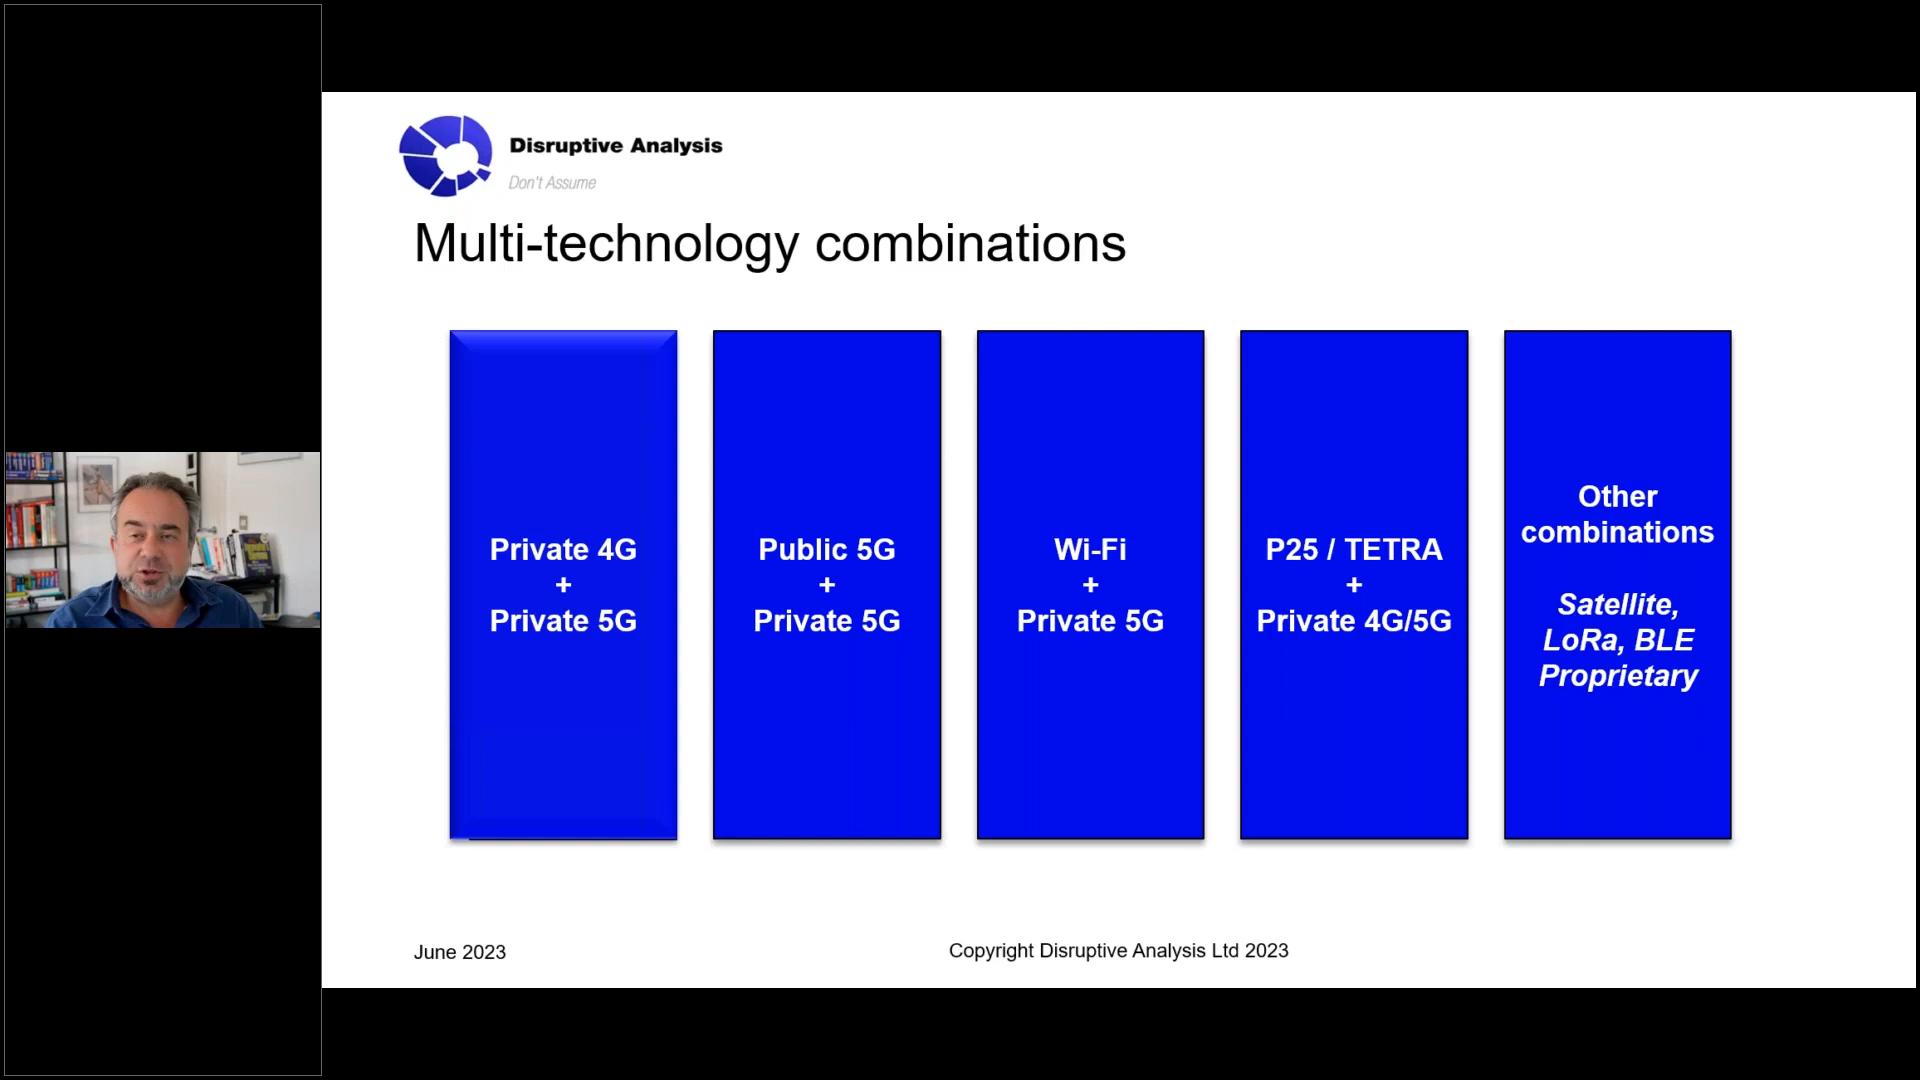 Disruptive Analysis
Don't Assume
Multi-technology combinations
Private 4G
+
Private 5G
Public 5G
+
Private 5G
Wi-Fi
+
Private 5G
P25 / TETRA
+
Private 4G/5G
Other
combinations
Satellite,
LoRa, BLE
Proprietary
June 2023
Copyright Disruptive Analysis Ltd 2023